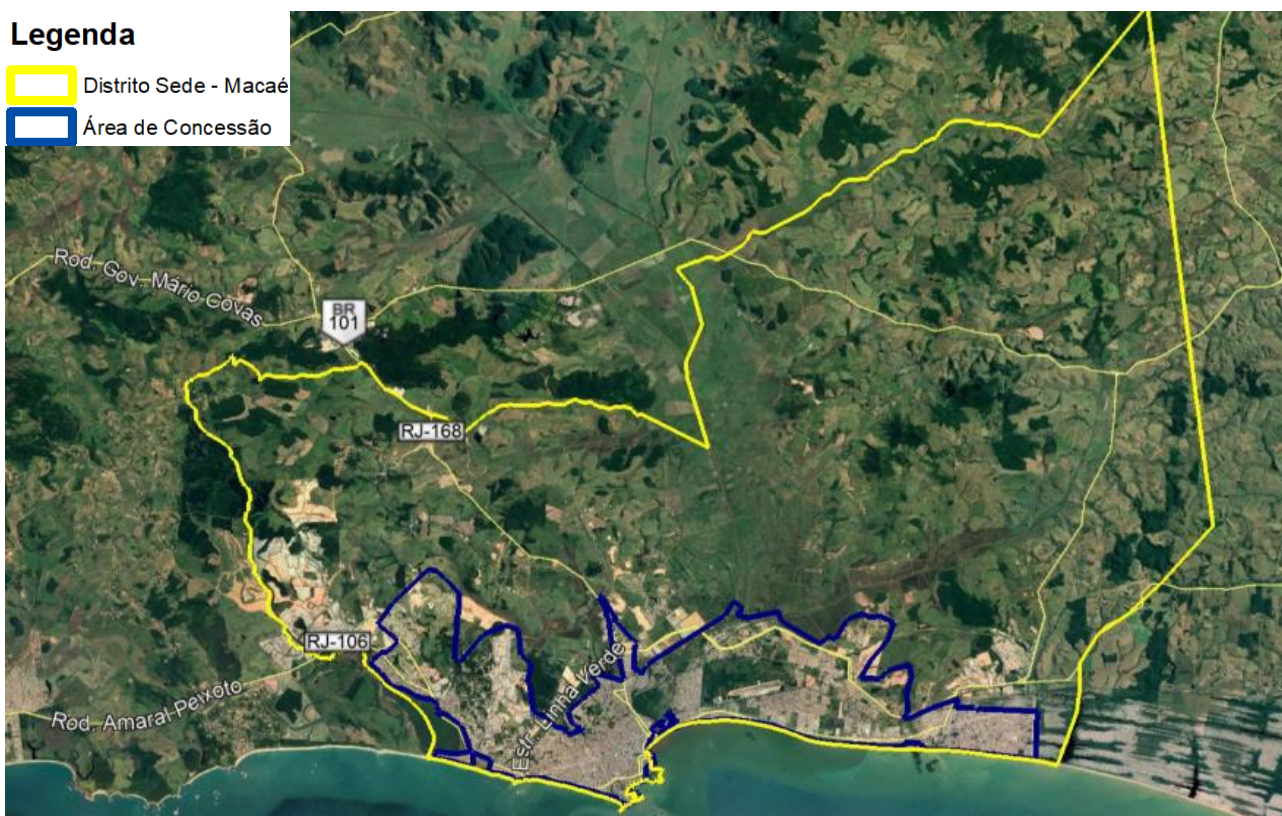 Legenda
Distrito Sede - Macaé
Área de Concessão
Rod. Gov. Mário Covas
BR
101
RJ-168
RJ-106
Rod. Amaral Peixoto
Estr. Linha Verde